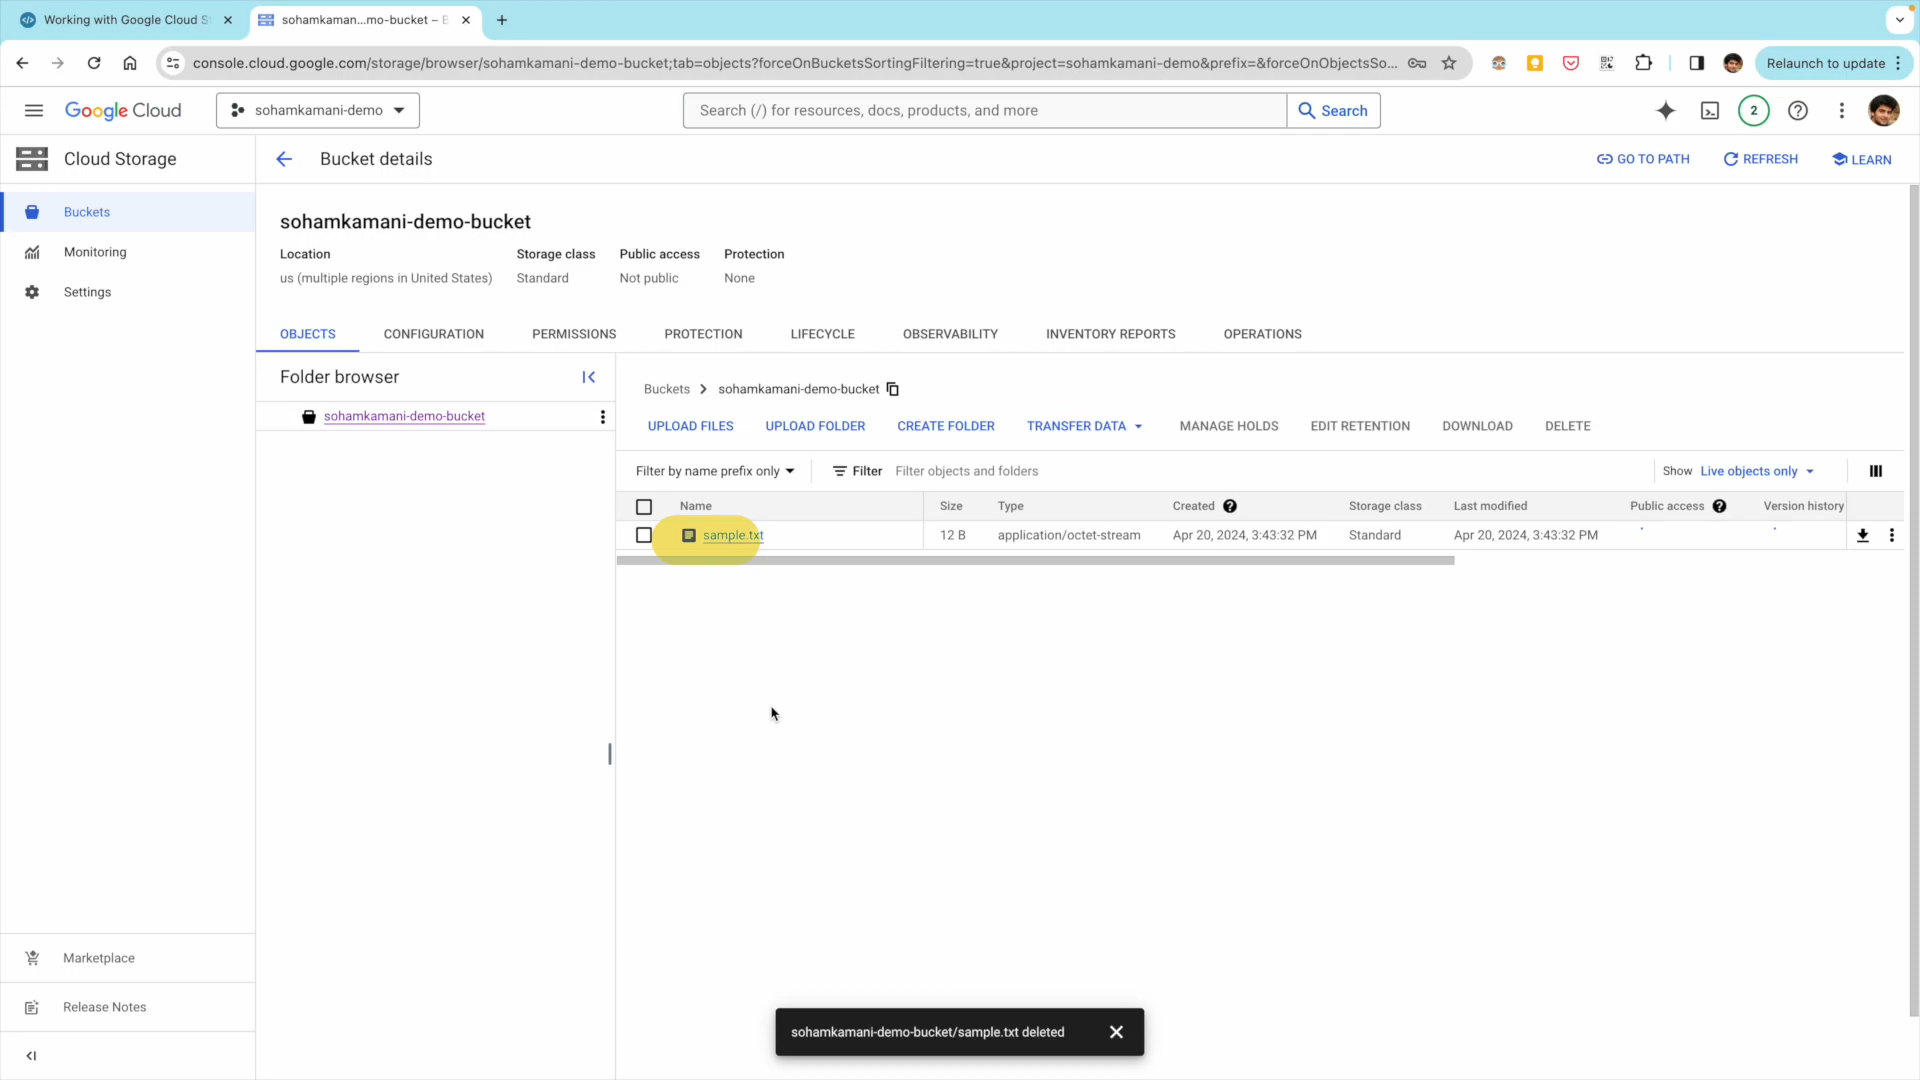 Working with Google Cloud S
sohamkaman...mo-bucket – B
console.cloud.google.com/storage/browser/sohamkamani-demo-bucket;tab=objects?forceOnBucketsSortingFiltering=true&project=sohamkamani-demo&prefix=&forceOnObjectsSo...
Relaunch to update
Google Cloud
sohamkamani-demo
Search (/) for resources, docs, products, and more
Search
2
Cloud Storage
Bucket details
GO TO PATH
REFRESH
LEARN
Buckets
Monitoring
Settings
sohamkamani-demo-bucket
Location Storage class Public access Protection
us (multiple regions in United States) Standard Not public None
OBJECTS CONFIGURATION PERMISSIONS PROTECTION LIFECYCLE OBSERVABILITY INVENTORY REPORTS OPERATIONS
Folder browser
sohamkamani-demo-bucket
Buckets > sohamkamani-demo-bucket
UPLOAD FILES UPLOAD FOLDER CREATE FOLDER TRANSFER DATA MANAGE HOLDS EDIT RETENTION DOWNLOAD DELETE
Filter by name prefix only Filter Filter objects and folders Show Live objects only
Name Size Type Created Storage class Last modified Public access Version history
sample.txt 12 B application/octet-stream Apr 20, 2024, 3:43:32 PM Standard Apr 20, 2024, 3:43:32 PM
Marketplace
Release Notes
sohamkamani-demo-bucket/sample.txt deleted